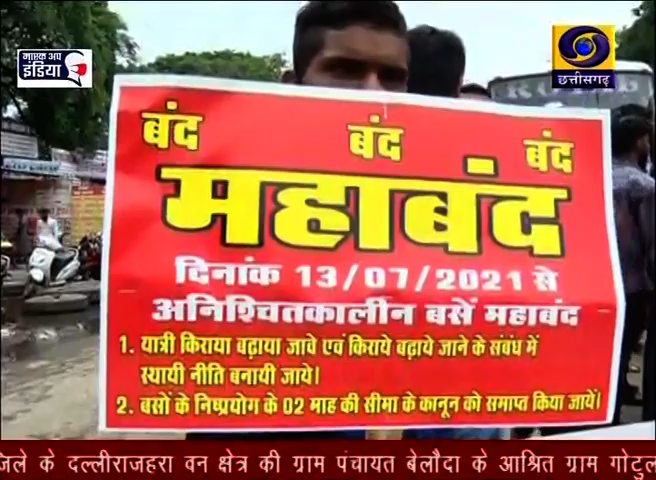 मास्क अप
इंडिया
छत्तीसगढ़
बंद
बंद
बंद
महाबंद
दिनांक 13/07/2021 से
अनिश्चितकालीन बसें महाबंद
1. यात्री किराया बढ़ाया जावे एवं किराये बढ़ाये जाने के संबंध में
स्थायी नीति बनायी जाये।
2. बसों के निष्प्रयोग के 02 माह की सीमा के कानून को समाप्त किया जायें।
जिले के दल्लीराजहरा वन क्षेत्र की ग्राम पंचायत बेलौदा के आश्रित ग्राम गोटुल